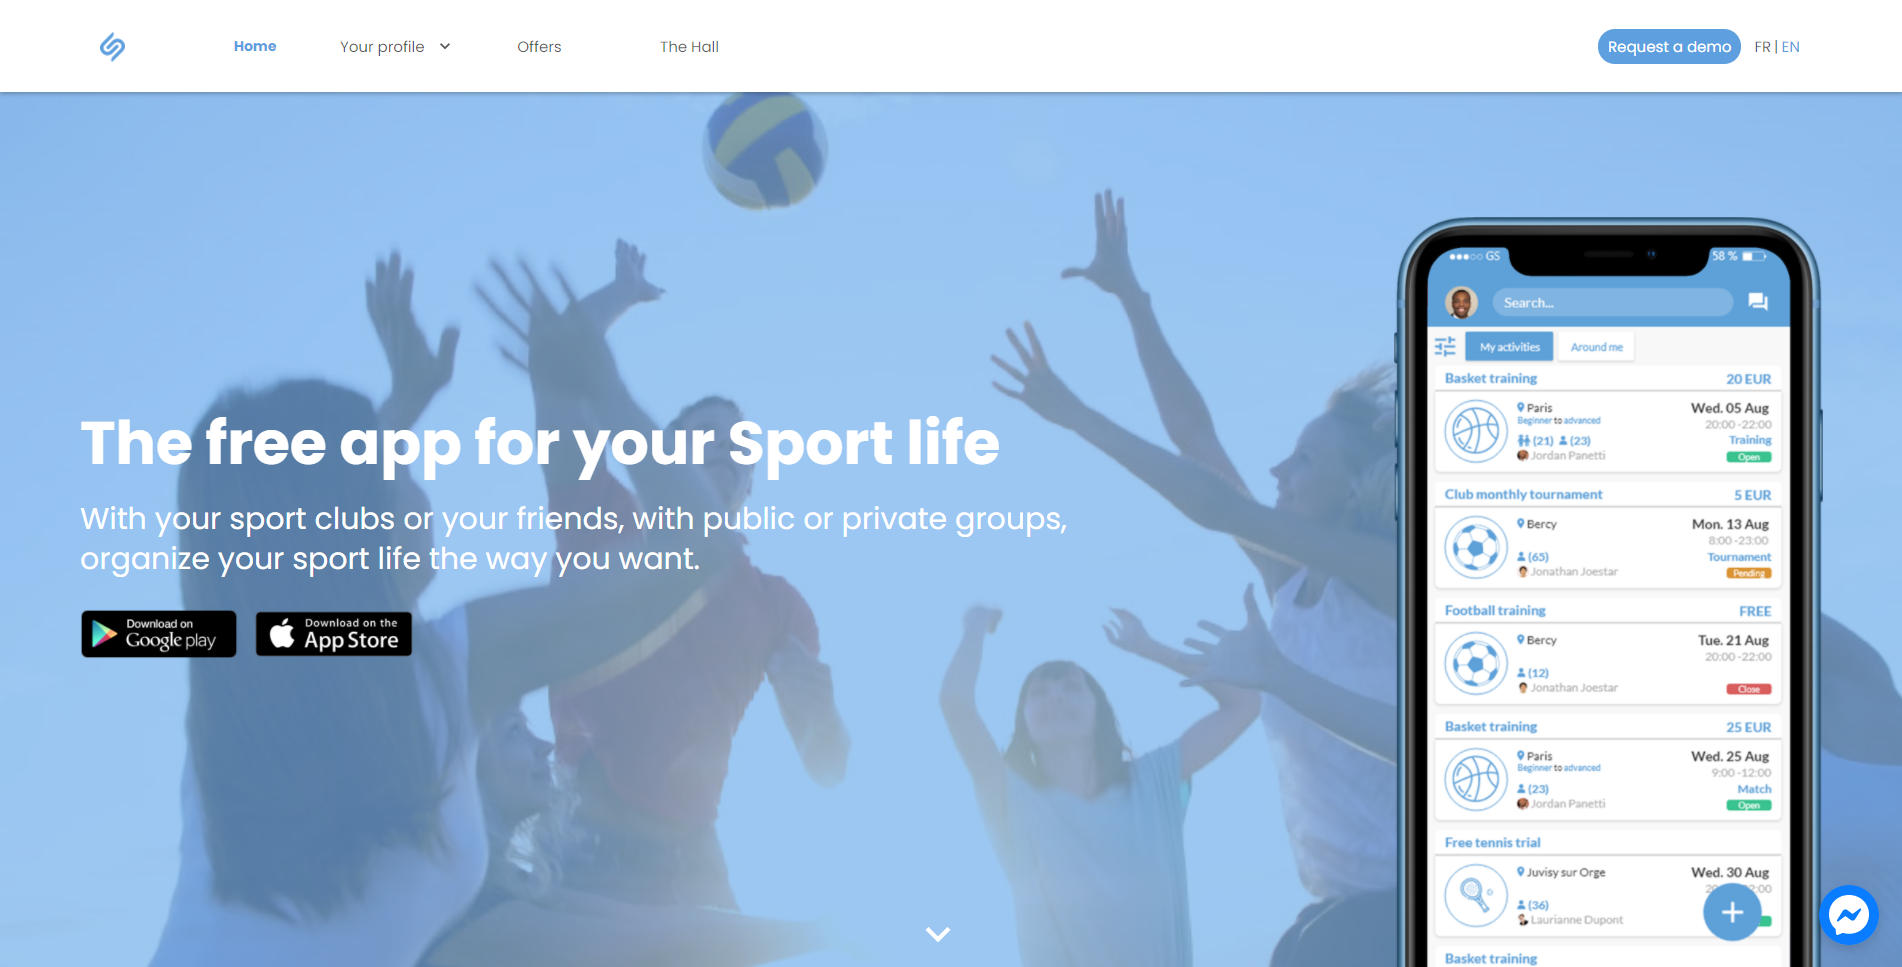 Home
Your profile
Offers
The Hall
Request a demo
FR | EN
The free app for your Sport life
With your sport clubs or your friends, with public or private groups,
organize your sport life the way you want.
Download on
Google play
Download on the
App Store
GS
58 %
Search...
My activities
Around me
Basket training
20 EUR
Paris
Wed. 05 Aug
Beginner to advanced
20:00 -22:00
(21) (23)
Training
Jordan Panetti
Open
Club monthly tournament
5 EUR
Bercy
Mon. 13 Aug
8:00 -23:00
(65)
Tournament
Jonathan Joestar
Pending
Football training
FREE
Bercy
Tue. 21 Aug
20:00 -22:00
(12)
Jonathan Joestar
Close
Basket training
25 EUR
Paris
Wed. 25 Aug
Beginner to advanced
9:00 -12:00
(23)
Match
Jordan Panetti
Open
Free tennis trial
Juvisy sur Orge
Wed. 30 Aug
(36)
Laurianne Dupont
Basket training